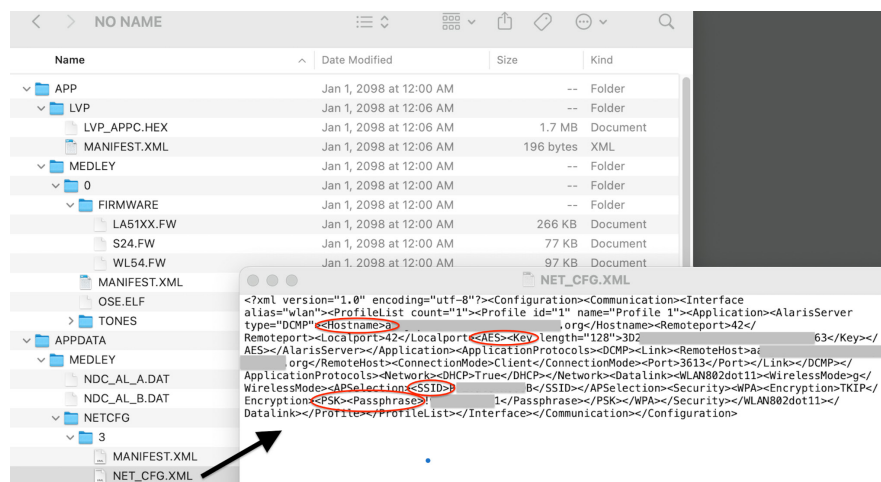 NO NAME
Name Date Modified Size Kind
APP Jan 1, 2098 at 12:00 AM -- Folder
LVP Jan 1, 2098 at 12:06 AM -- Folder
LVP_APPC.HEX Jan 1, 2098 at 12:06 AM 1.7 MB Document
MANIFEST.XML Jan 1, 2098 at 12:06 AM 196 bytes XML
MEDLEY Jan 1, 2098 at 12:06 AM -- Folder
0 Jan 1, 2098 at 12:00 AM -- Folder
FIRMWARE Jan 1, 2098 at 12:00 AM -- Folder
LA51XX.FW Jan 1, 2098 at 12:00 AM 266 KB Document
S24.FW Jan 1, 2098 at 12:00 AM 77 KB Document
WL54.FW Jan 1, 2098 at 12:00 AM 97 KB Document
MANIFEST.XML
OSE.ELF
TONES
APPDATA
MEDLEY
NDC_AL_A.DAT
NDC_AL_B.DAT
NETCFG
3
MANIFEST.XML
NET_CFG.XML
NET_CFG.XML
<?xml version="1.0" encoding="utf-8"?><Configuration><Communication><Interface
alias="wlan"><ProfileList count="1"><Profile id="1" name="Profile 1"><Application><AlarisServer
type="DCMP"><Hostname>a .org</Hostname><Remoteport>42</
Remoteport><Localport>42</Localport><AES><Key length="128">3D2 63</Key></
AES></AlarisServer></Application><ApplicationProtocols><DCMP><Link><RemoteHost>a
.org</RemoteHost><ConnectionMode>Client</ConnectionMode><Port>3613</Port></Link></DCMP></
ApplicationProtocols><Network><DHCP>True</DHCP></Network><Datalink><WLAN802dot11><WirelessMode>g</
WirelessMode><APSelection><SSID> B</SSID></APSelection><Security><WPA><Encryption>TKIP</
Encryption><PSK><Passphrase>! 1</Passphrase></PSK></WPA></Security></WLAN802dot11></
Datalink></Profile></ProfileList></Interface></Communication></Configuration>